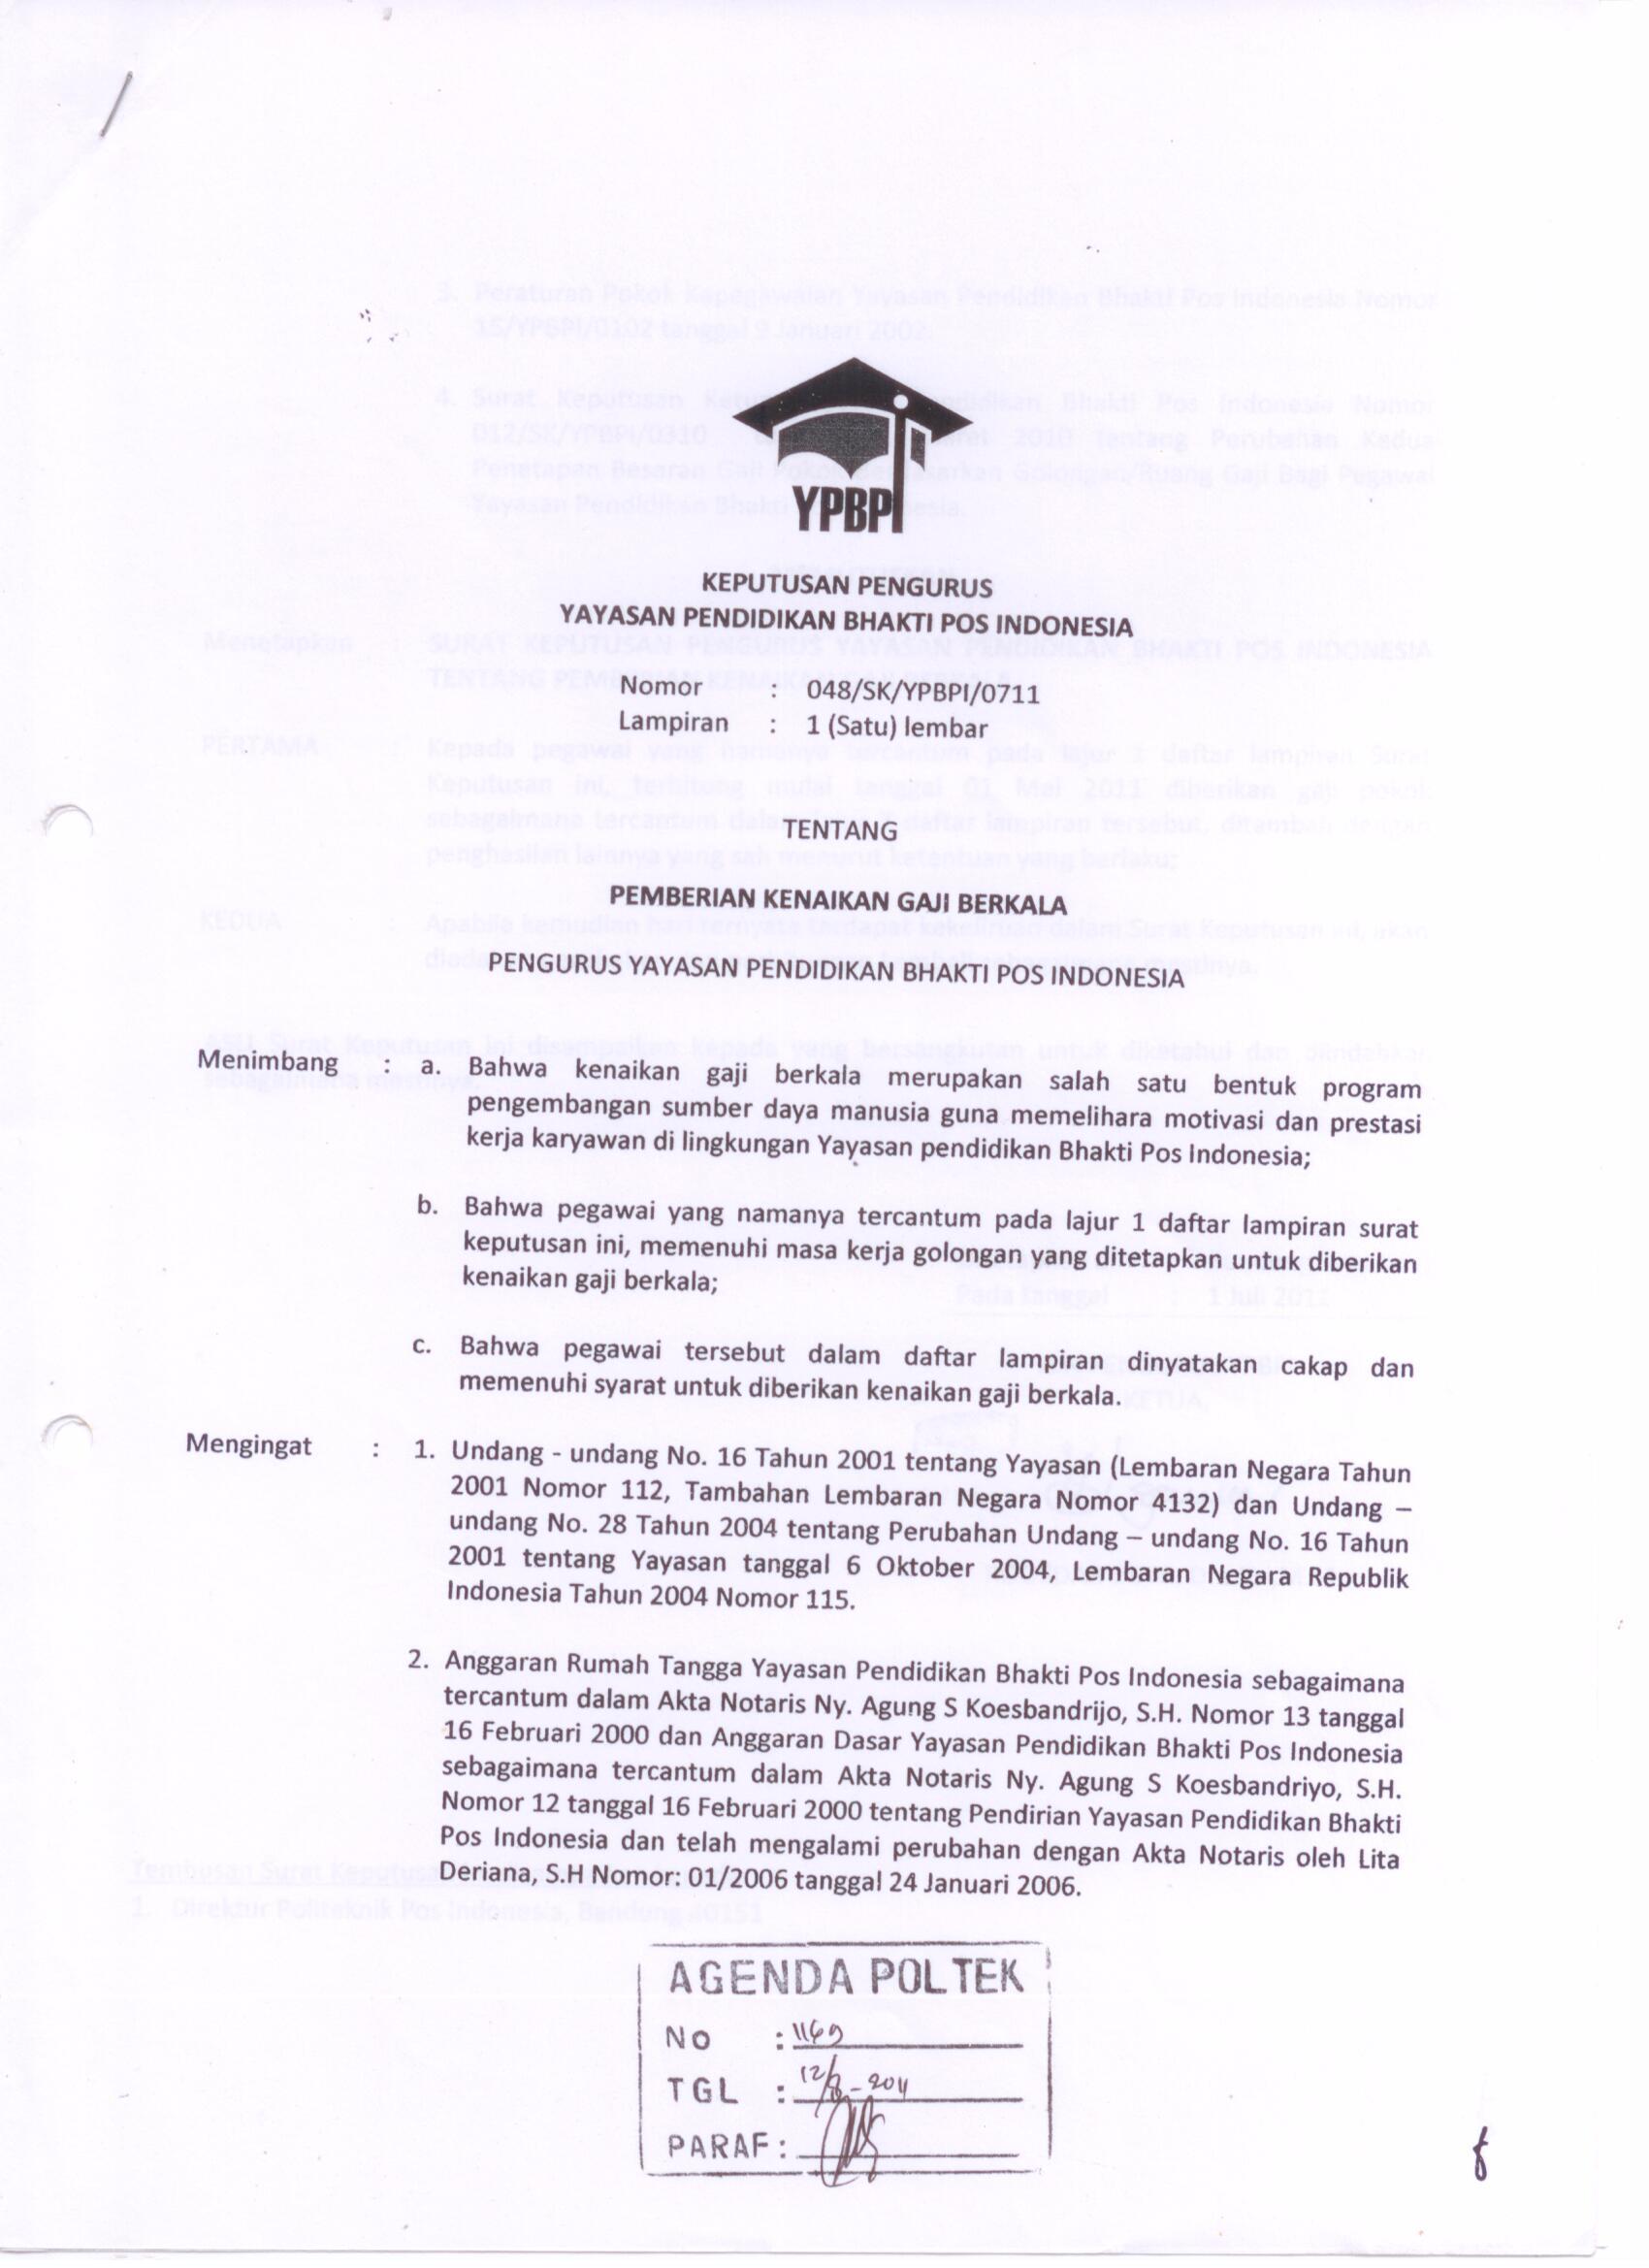 YPBPI
KEPUTUSAN PENGURUS
YAYASAN PENDIDIKAN BHAKTI POS INDONESIA
Nomor : 048/SK/YPBPI/0711
Lampiran : 1 (Satu) lembar
TENTANG
PEMBERIAN KENAIKAN GAJI BERKALA
PENGURUS YAYASAN PENDIDIKAN BHAKTI POS INDONESIA
Menimbang : a. Bahwa kenaikan gaji berkala merupakan salah satu bentuk program
pengembangan sumber daya manusia guna memelihara motivasi dan prestasi
kerja karyawan di lingkungan Yayasan pendidikan Bhakti Pos Indonesia;
b. Bahwa pegawai yang namanya tercantum pada lajur 1 daftar lampiran surat
keputusan ini, memenuhi masa kerja golongan yang ditetapkan untuk diberikan
kenaikan gaji berkala;
c. Bahwa pegawai tersebut dalam daftar lampiran dinyatakan cakap dan
memenuhi syarat untuk diberikan kenaikan gaji berkala.
Mengingat : 1. Undang - undang No. 16 Tahun 2001 tentang Yayasan (Lembaran Negara Tahun
2001 Nomor 112, Tambahan Lembaran Negara Nomor 4132) dan Undang –
undang No. 28 Tahun 2004 tentang Perubahan Undang – undang No. 16 Tahun
2001 tentang Yayasan tanggal 6 Oktober 2004, Lembaran Negara Republik
Indonesia Tahun 2004 Nomor 115.
2. Anggaran Rumah Tangga Yayasan Pendidikan Bhakti Pos Indonesia sebagaimana
tercantum dalam Akta Notaris Ny. Agung S Koesbandrijo, S.H. Nomor 13 tanggal
16 Februari 2000 dan Anggaran Dasar Yayasan Pendidikan Bhakti Pos Indonesia
sebagaimana tercantum dalam Akta Notaris Ny. Agung S Koesbandriyo, S.H.
Nomor 12 tanggal 16 Februari 2000 tentang Pendirian Yayasan Pendidikan Bhakti
Pos Indonesia dan telah mengalami perubahan dengan Akta Notaris oleh Lita
Deriana, S.H Nomor: 01/2006 tanggal 24 Januari 2006.
AGENDA POLTEK
NO : 1169
TGL : 12/8-2011
PARAF :